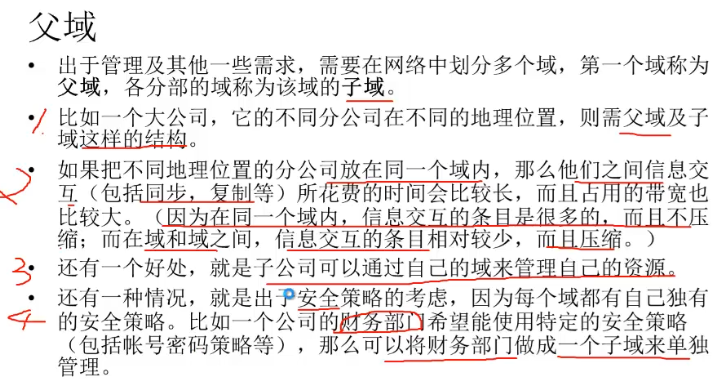 父域
• 出于管理及其他一些需求，需要在网络中划分多个域，第一个域称为
父域，各分部的域称为该域的子域。
1 • 比如一个大公司，它的不同分公司在不同的地理位置，则需父域及子
域这样的结构。
2 • 如果把不同地理位置的分公司放在同一个域内，那么他们之间信息交
互（包括同步，复制等）所花费的时间会比较长，而且占用的带宽也
比较大。（因为在同一个域内，信息交互的条目是很多的，而且不压
缩；而在域和域之间，信息交互的条目相对较少，而且压缩。）
3 • 还有一个好处，就是子公司可以通过自己的域来管理自己的资源。
• 还有一种情况，就是出于安全策略的考虑，因为每个域都有自己独有
4 的安全策略。比如一个公司的财务部门希望能使用特定的安全策略
（包括帐号密码策略等），那么可以将财务部门做成一个子域来单独
管理。